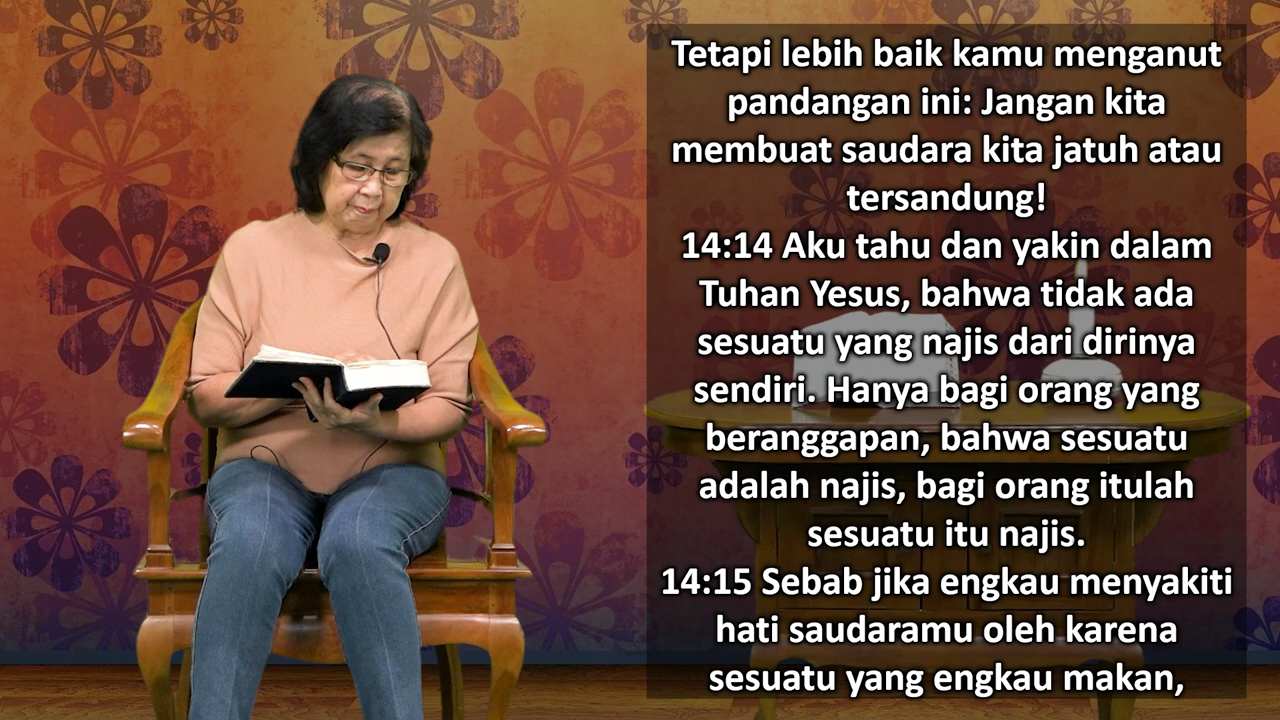 Tetapi lebih baik kamu menganut
pandangan ini: Jangan kita
membuat saudara kita jatuh atau
tersandung!
14:14 Aku tahu dan yakin dalam
Tuhan Yesus, bahwa tidak ada
sesuatu yang najis dari dirinya
sendiri. Hanya bagi orang yang
beranggapan, bahwa sesuatu
adalah najis, bagi orang itulah
sesuatu itu najis.
14:15 Sebab jika engkau menyakiti
hati saudaramu oleh karena
sesuatu yang engkau makan,